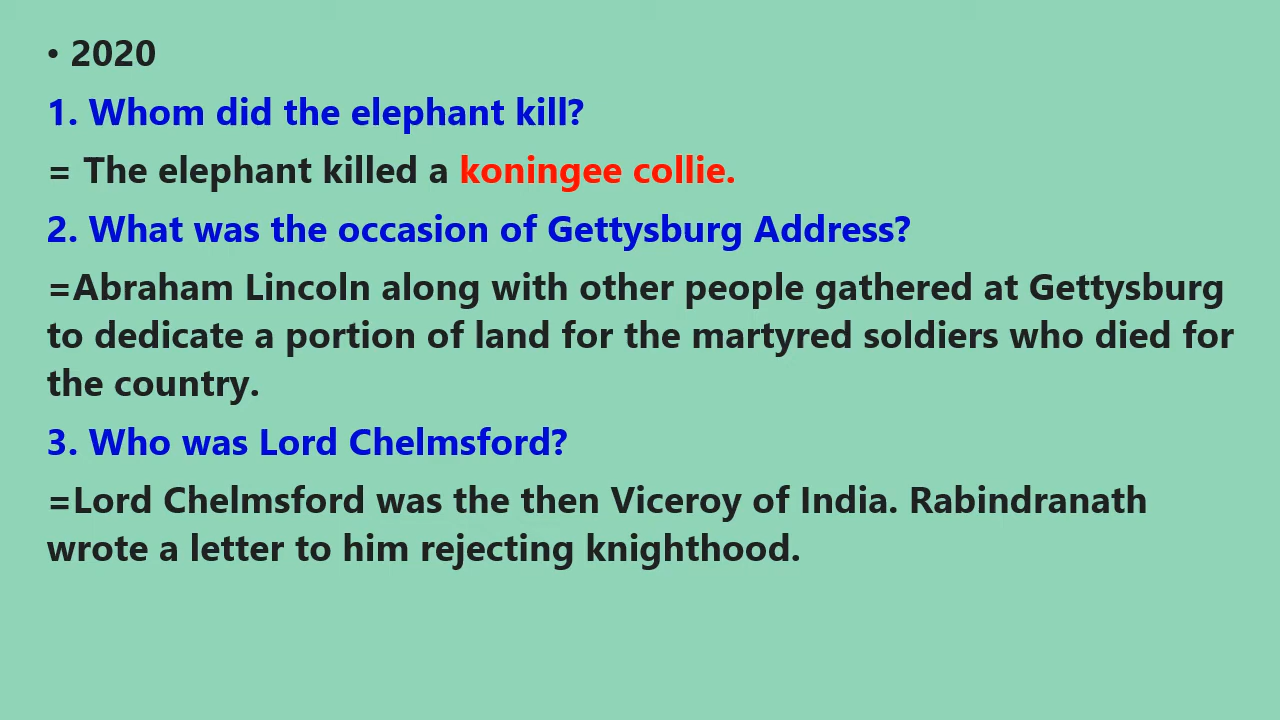 • 2020
1. Whom did the elephant kill?
= The elephant killed a koningee collie.
2. What was the occasion of Gettysburg Address?
=Abraham Lincoln along with other people gathered at Gettysburg
to dedicate a portion of land for the martyred soldiers who died for
the country.
3. Who was Lord Chelmsford?
=Lord Chelmsford was the then Viceroy of India. Rabindranath
wrote a letter to him rejecting knighthood.